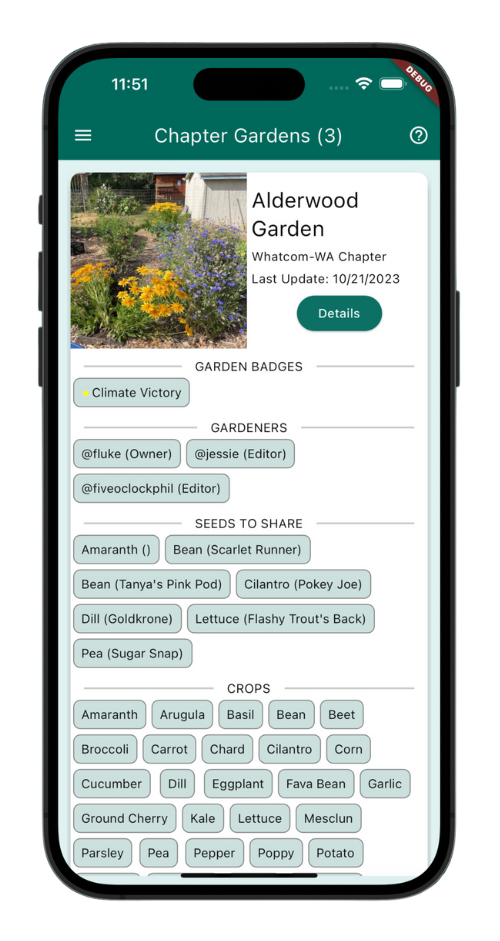 11:51
DEBUG
Chapter Gardens (3)
Alderwood
Garden
Whatcom-WA Chapter
Last Update: 10/21/2023
Details
GARDEN BADGES
Climate Victory
GARDENERS
@fluke (Owner) @jessie (Editor)
@fiveoclockphil (Editor)
SEEDS TO SHARE
Amaranth () Bean (Scarlet Runner)
Bean (Tanya's Pink Pod) Cilantro (Pokey Joe)
Dill (Goldkrone) Lettuce (Flashy Trout's Back)
Pea (Sugar Snap)
CROPS
Amaranth Arugula Basil Bean Beet
Broccoli Carrot Chard Cilantro Corn
Cucumber Dill Eggplant Fava Bean Garlic
Ground Cherry Kale Lettuce Mesclun
Parsley Pea Pepper Poppy Potato